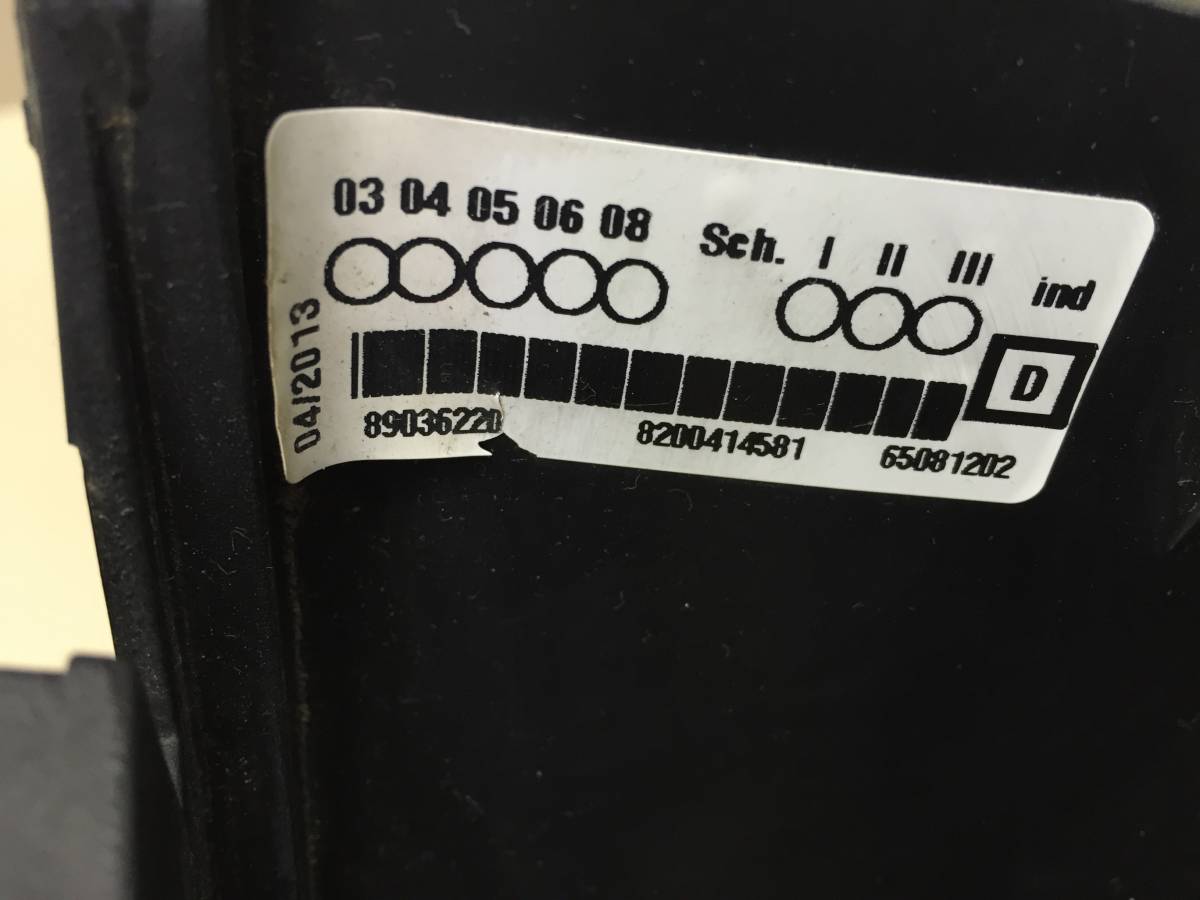 03 04 05 06 08 Sch. I II III ind
D
04/2013
89036220 8200414581 65081202